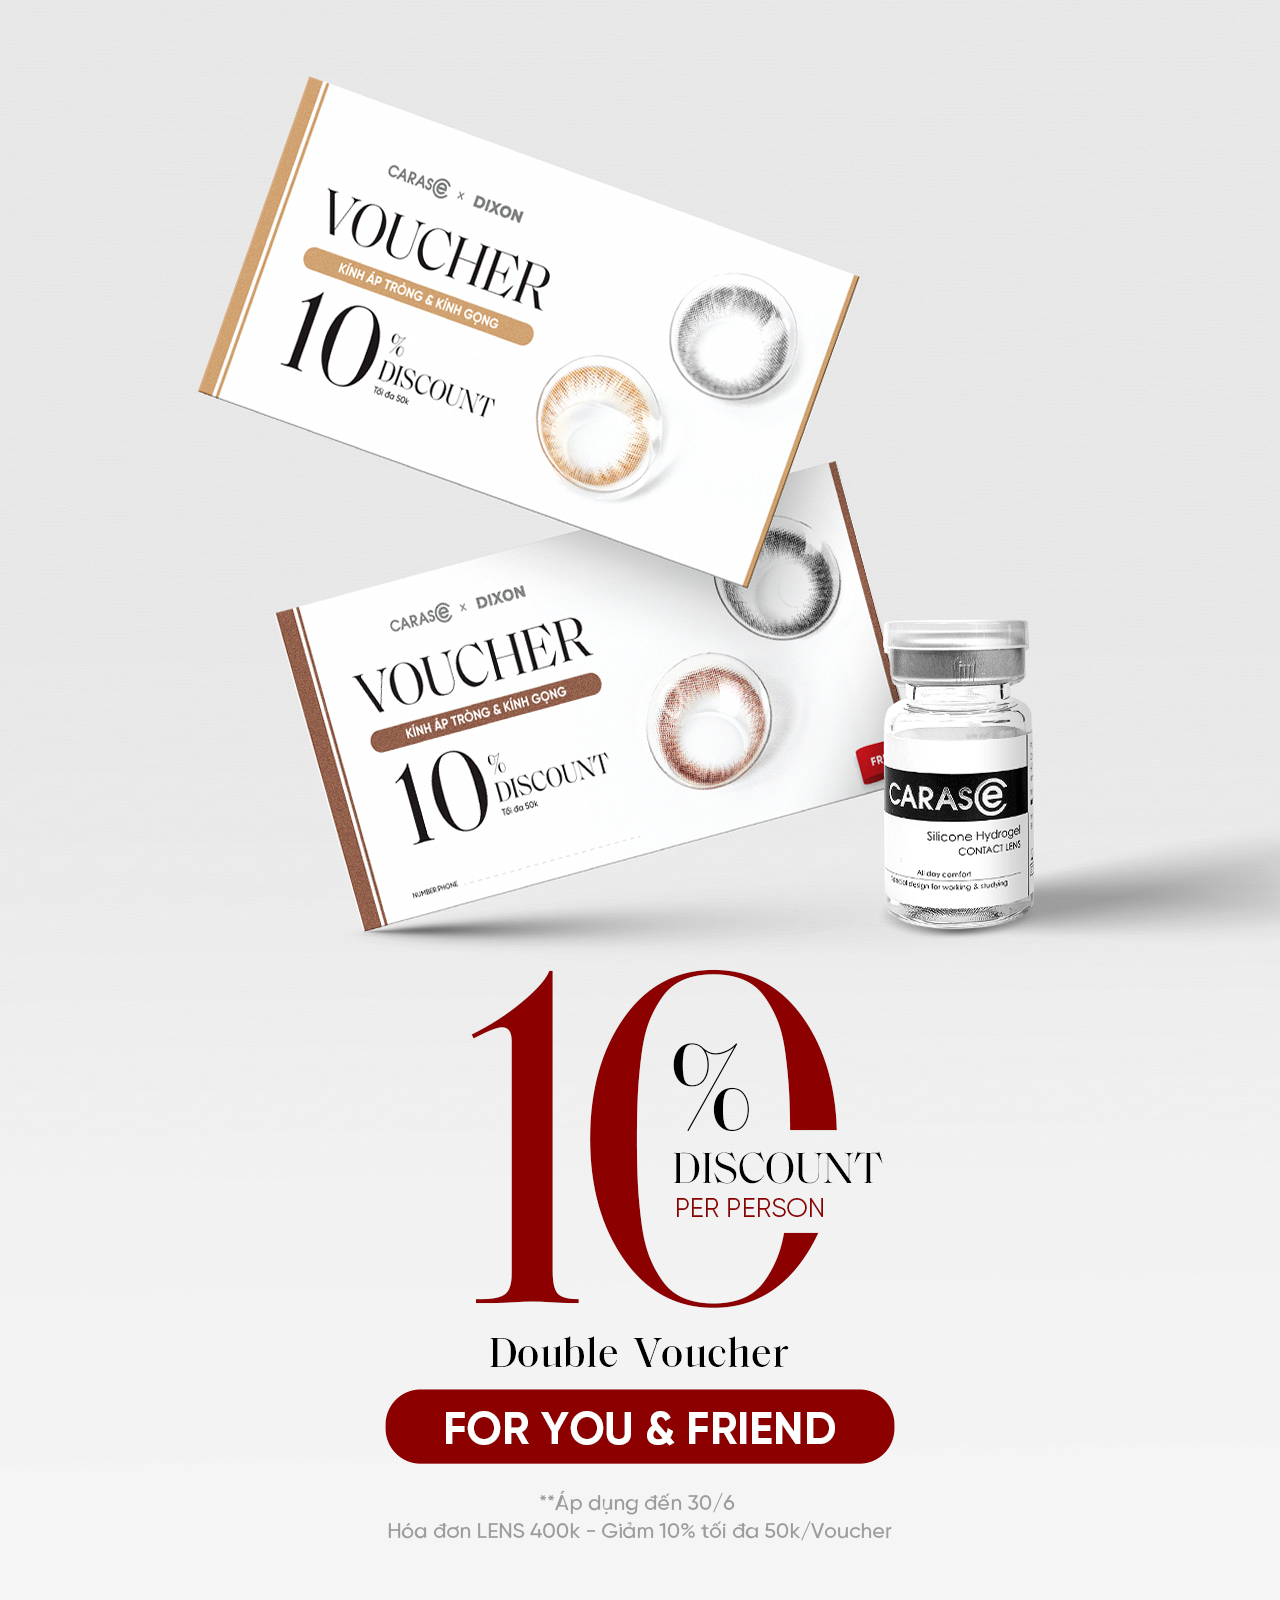 CARASE x DIXON
VOUCHER
KÍNH ÁP TRÒNG & KÍNH GỌNG
10%
DISCOUNT
Tối đa 50k
CARASE x DIXON
VOUCHER
KÍNH ÁP TRÒNG & KÍNH GỌNG
10%
DISCOUNT
Tối đa 50k
NUMBER PHONE
CARASE
Silicone Hydrogel
CONTACT LENS
All day comfort
design for working & studying
10%
DISCOUNT
PER PERSON
Double Voucher
FOR YOU & FRIEND
**Áp dụng đến 30/6
Hóa đơn LENS 400k - Giảm 10% tối đa 50k/Voucher